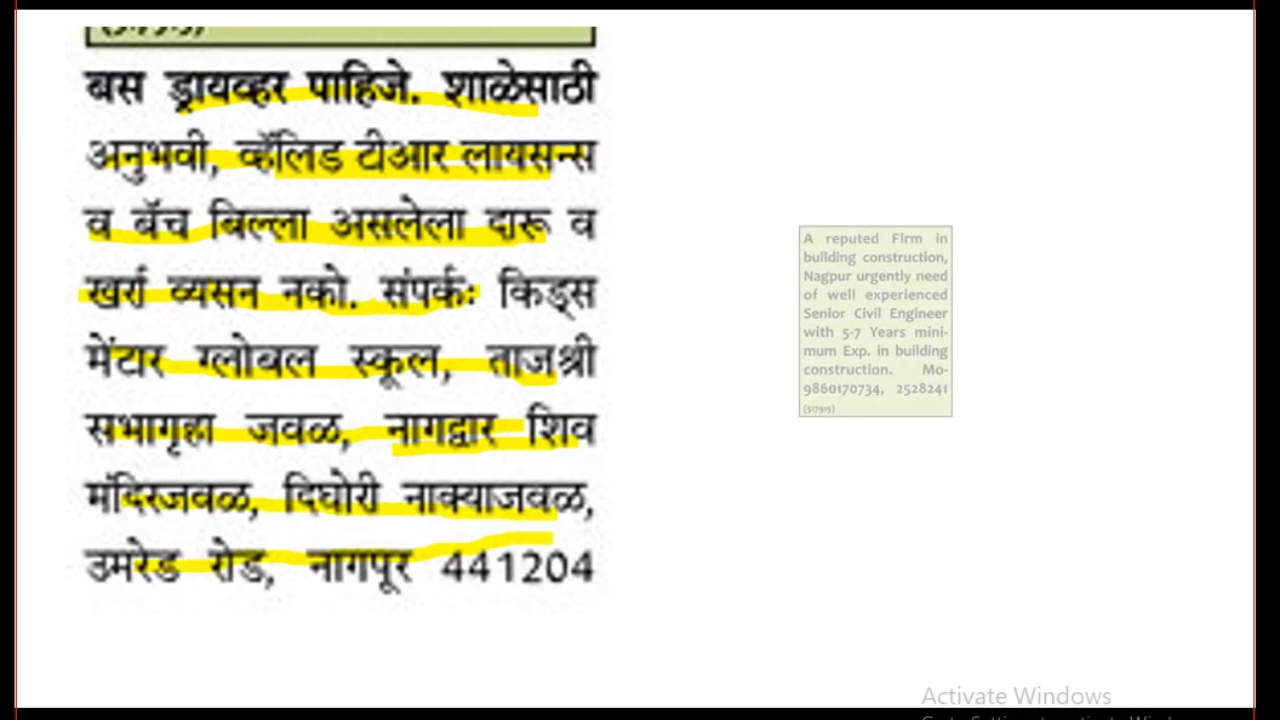 बस ड्रायव्हर पाहिजे. शाळेसाठी
अनुभवी, व्हॅलिड टीआर लायसन्स
व बॅच बिल्ला असलेला दारू व
खर्रा व्यसन नको. संपर्कः किड्स
मेंटार ग्लोबल स्कूल, ताजश्री
सभागृहा जवळ, नागद्वार शिव
मंदिरजवळ, दिघोरी नाक्याजवळ,
उमरेड रोड, नागपूर 441204
A reputed Firm in
building construction,
Nagpur urgently need
of well experienced
Senior Civil Engineer
with 5-7 Years mini-
mum Exp. in building
construction. Mo-
9860170734, 2528241
Activate Windows